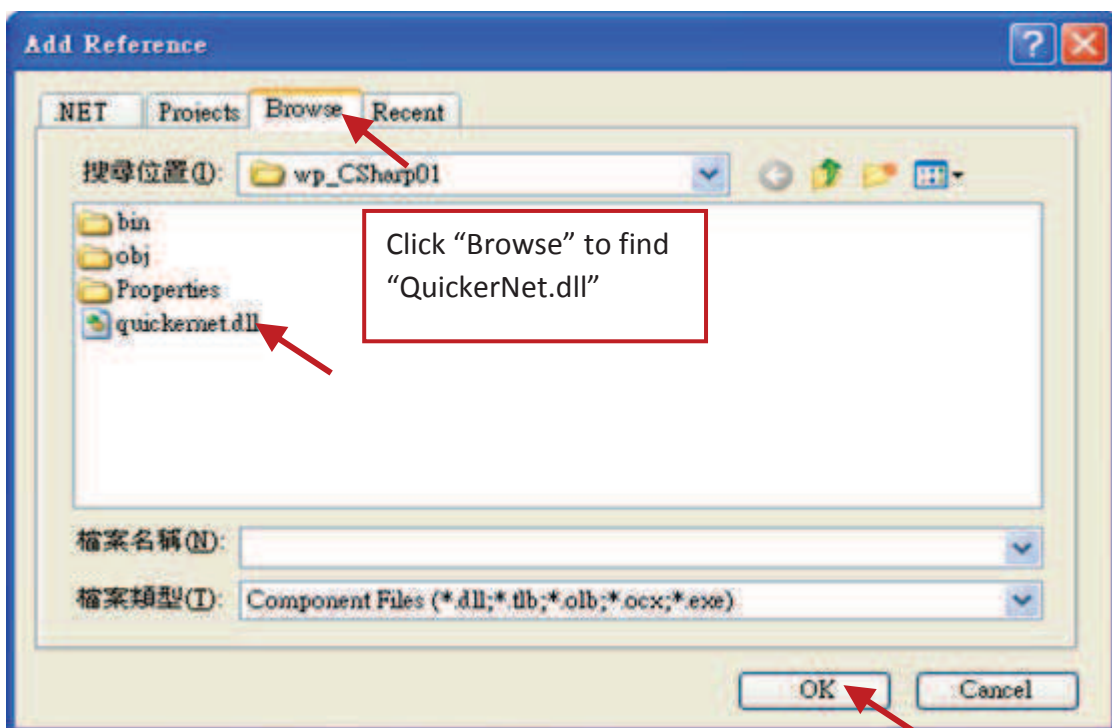 Add Reference
.NET Projects Browse Recent
搜尋位置(I): wp_CSharp01
bin
obj
Properties
quickernet.dll
Click “Browse” to find
“QuickerNet.dll”
檔案名稱(N):
檔案類型(T): Component Files (*.dll;*.tlb;*.olb;*.ocx;*.exe)
OK Cancel